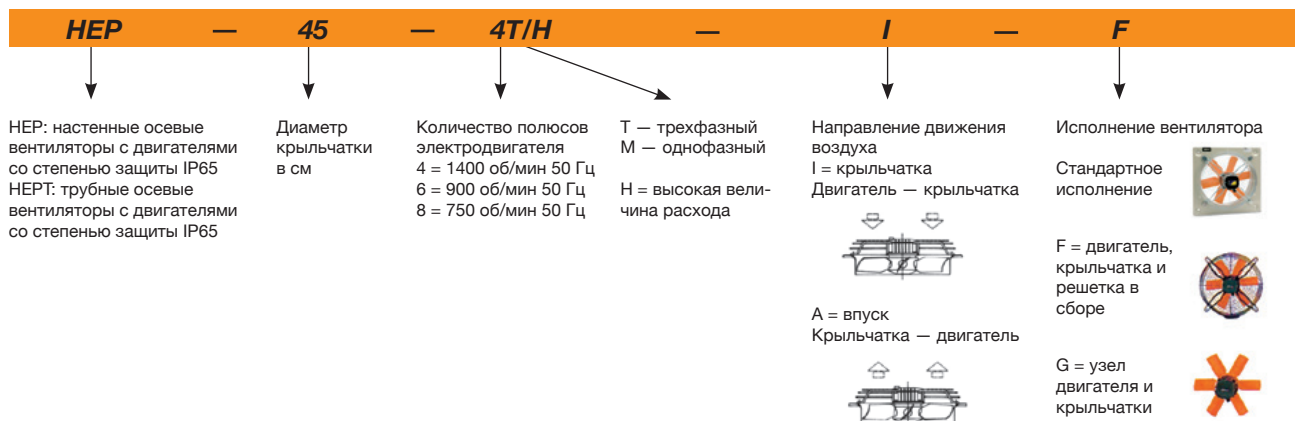 HEP — 45 — 4T/H — I — F
HEP: настенные осевые
вентиляторы с двигателями
со степенью защиты IP65
HEPT: трубные осевые
вентиляторы с двигателями
со степенью защиты IP65
Диаметр
крыльчатки
в см
Количество полюсов
электродвигателя
4 = 1400 об/мин 50 Гц
6 = 900 об/мин 50 Гц
8 = 750 об/мин 50 Гц
Т — трехфазный
М — однофазный
Н = высокая вели-
чина расхода
Направление движения
воздуха
I = крыльчатка
Двигатель — крыльчатка
А = впуск
Крыльчатка — двигатель
Исполнение вентилятора
Стандартное
исполнение
F = двигатель,
крыльчатка и
решетка в
сборе
G = узел
двигателя и
крыльчатки